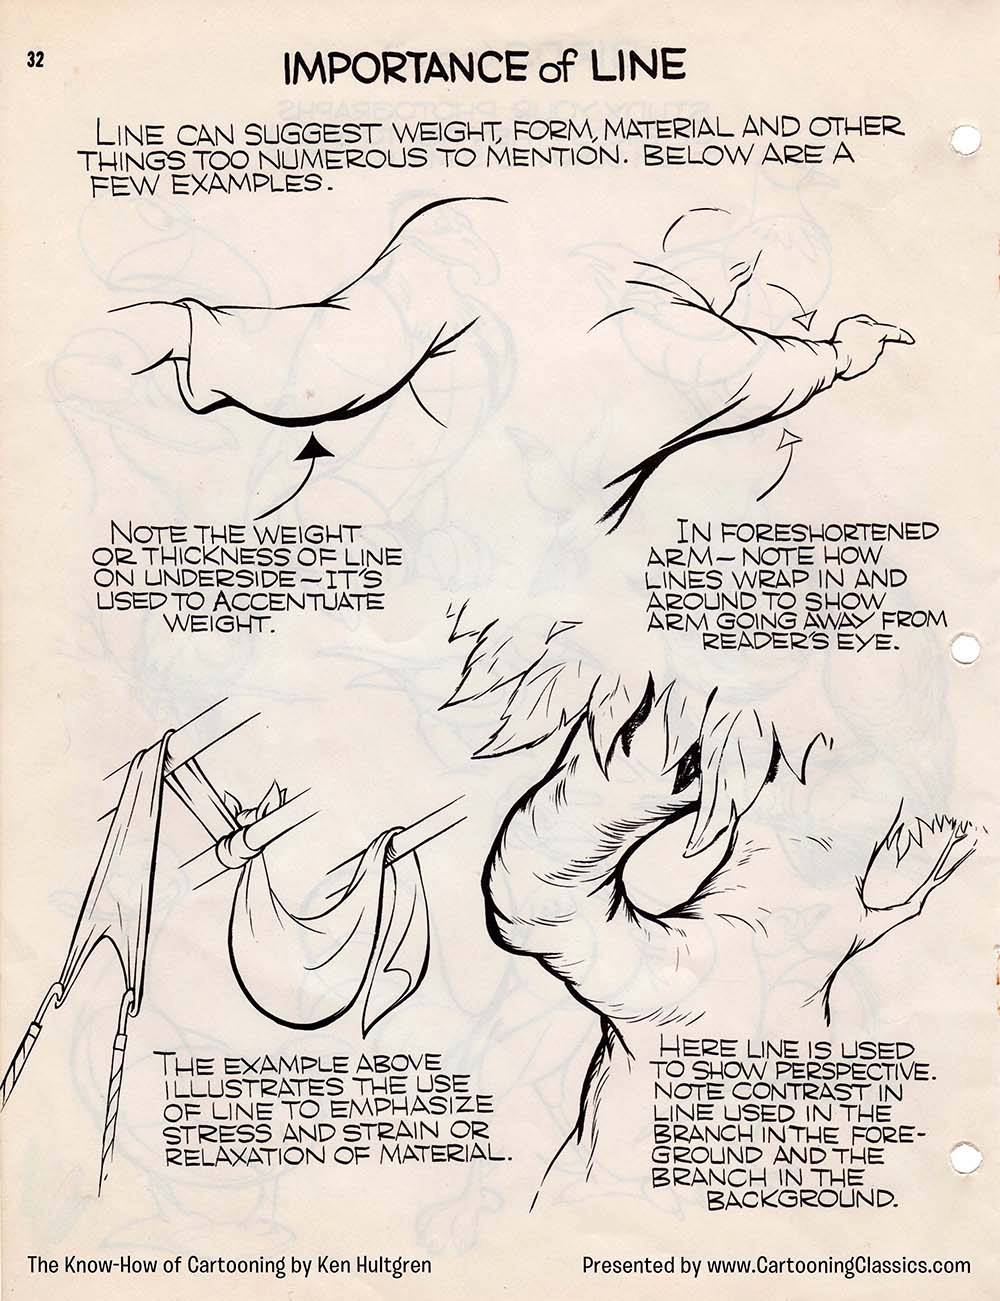 32
IMPORTANCE of LINE
LINE CAN SUGGEST WEIGHT, FORM, MATERIAL AND OTHER
THINGS TOO NUMEROUS TO MENTION. BELOW ARE A
FEW EXAMPLES.
NOTE THE WEIGHT
OR THICKNESS OF LINE
ON UNDERSIDE—IT'S
USED TO ACCENTUATE
WEIGHT.
IN FORESHORTENED
ARM—NOTE HOW
LINES WRAP IN AND
AROUND TO SHOW
ARM GOING AWAY FROM
READER'S EYE.
THE EXAMPLE ABOVE
ILLUSTRATES THE USE
OF LINE TO EMPHASIZE
STRESS AND STRAIN OR
RELAXATION OF MATERIAL.
HERE LINE IS USED
TO SHOW PERSPECTIVE.
NOTE CONTRAST IN
LINE USED IN THE
BRANCH IN THE FORE-
GROUND AND THE
BRANCH IN THE
BACKGROUND.
The Know-How of Cartooning by Ken Hultgren
Presented by www.CartooningClassics.com